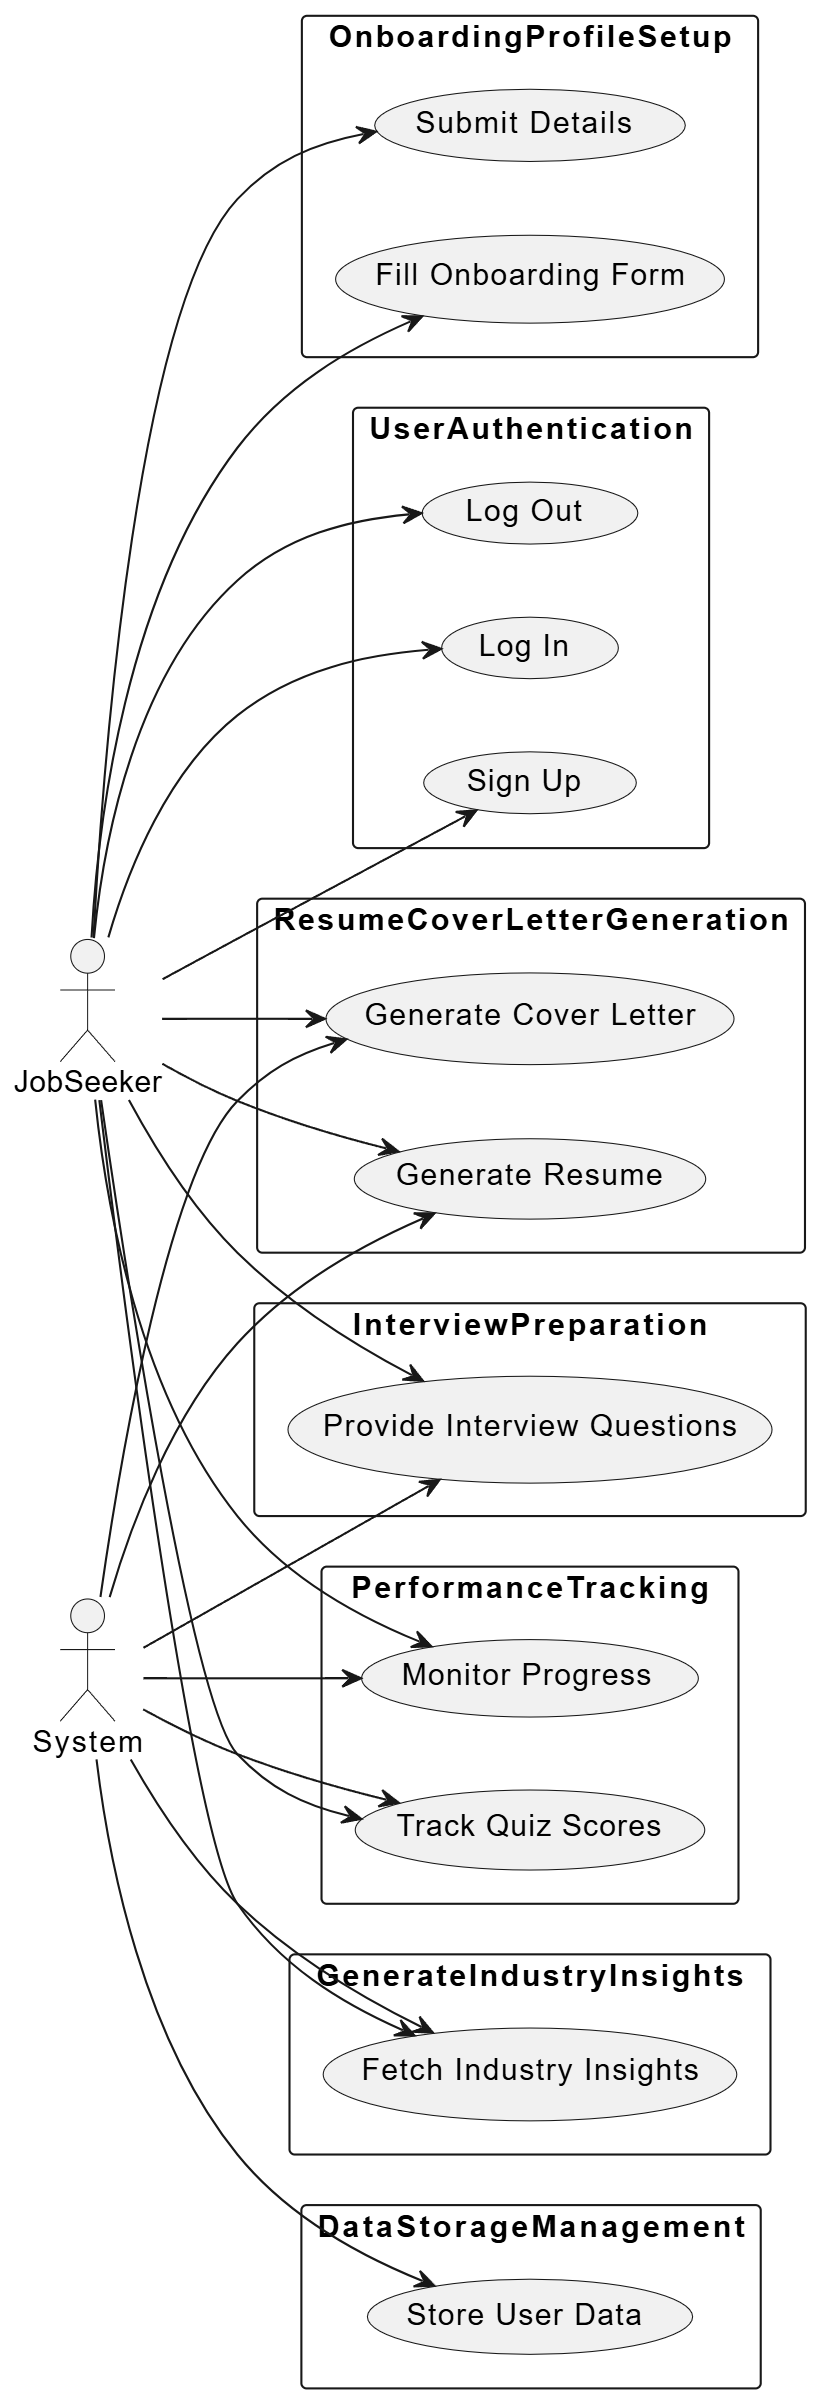 OnboardingProfileSetup
Submit Details
Fill Onboarding Form
UserAuthentication
Log Out
Log In
Sign Up
ResumeCoverLetterGeneration
Generate Cover Letter
JobSeeker
Generate Resume
InterviewPreparation
Provide Interview Questions
PerformanceTracking
Monitor Progress
System
Track Quiz Scores
GenerateIndustryInsights
Fetch Industry Insights
DataStorageManagement
Store User Data